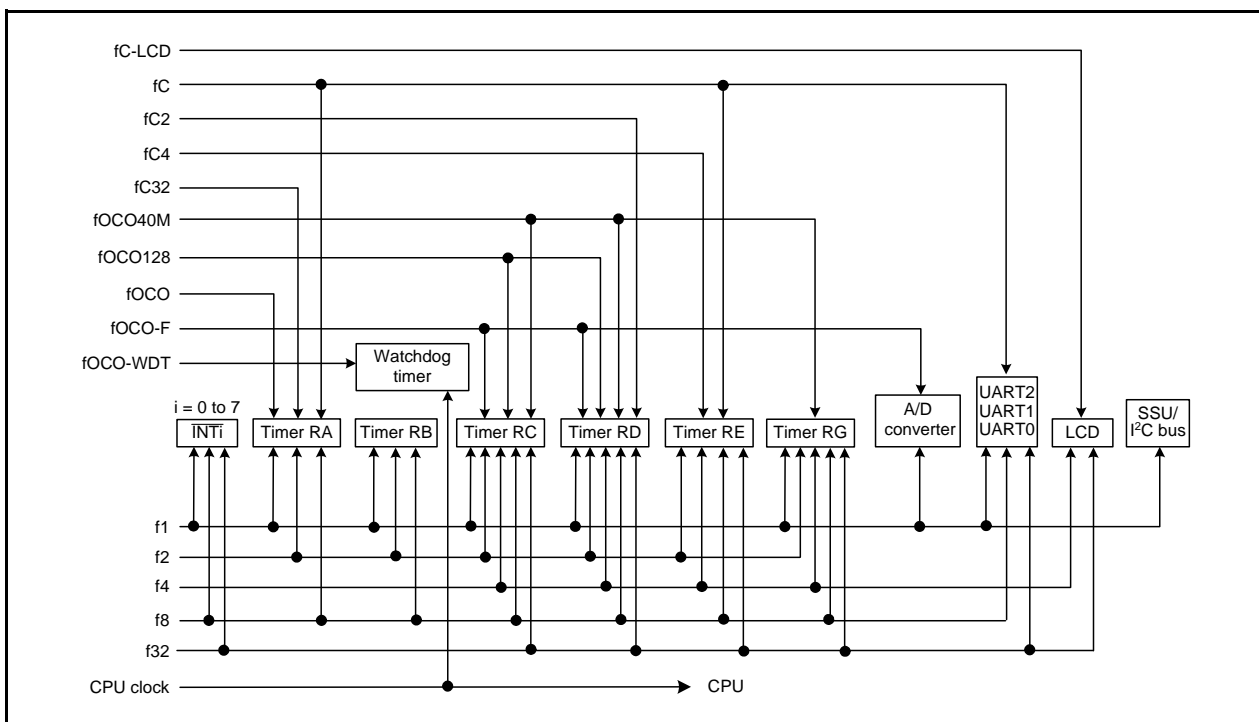 fC-LCD
fC
fC2
fC4
fC32
fOCO40M
fOCO128
fOCO
fOCO-F
fOCO-WDT
Watchdog
timer
i = 0 to 7
INTi
Timer RA
Timer RB
Timer RC
Timer RD
Timer RE
Timer RG
A/D
converter
UART2
UART1
UART0
LCD
SSU/
I²C bus
f1
f2
f4
f8
f32
CPU clock
CPU